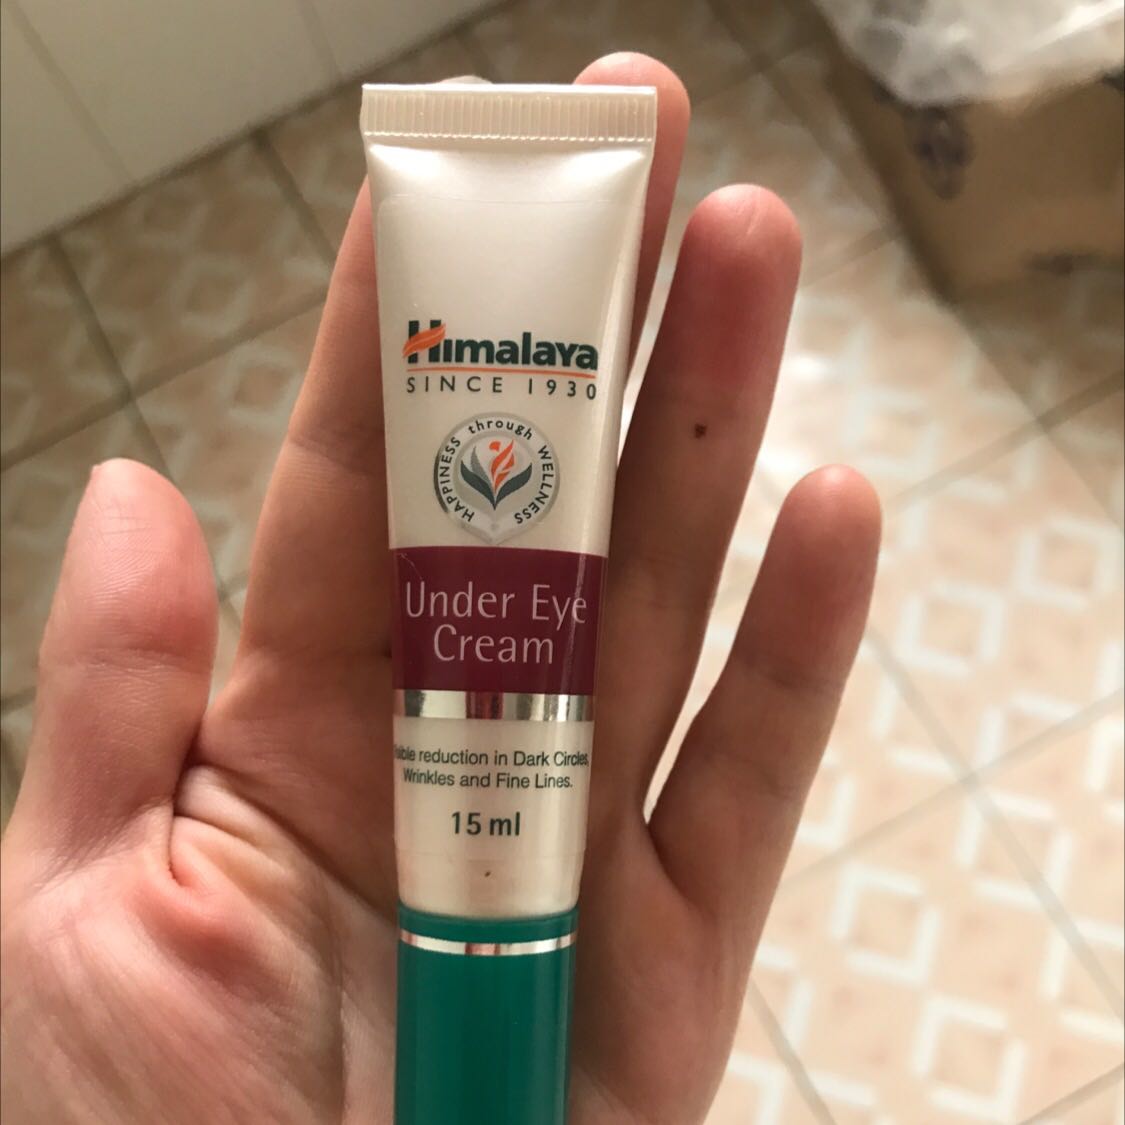 Himalaya
SINCE 1930
HAPPINESS through WELLNESS
Under Eye
Cream
reduction in Dark Circles,
Wrinkles and Fine Lines.
15 ml